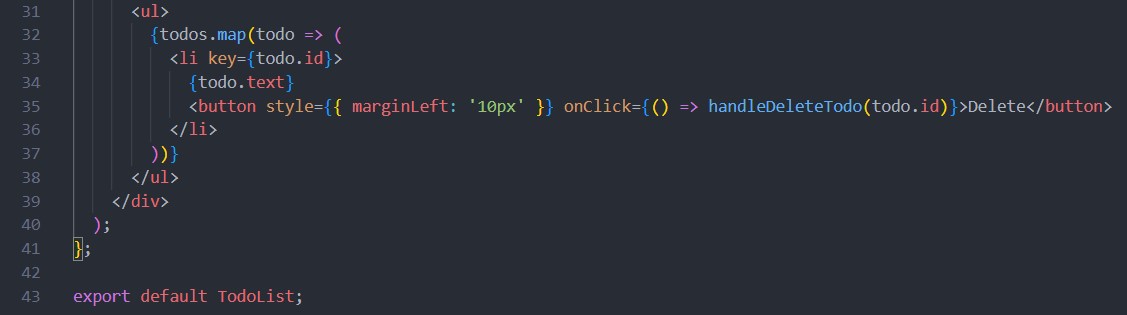 31 <ul>
32 {todos.map(todo => (
33 <li key={todo.id}>
34 {todo.text}
35 <button style={{ marginLeft: '10px' }} onClick={() => handleDeleteTodo(todo.id)}>Delete</button>
36 </li>
37 ))}
38 </ul>
39 </div>
40 );
41 };
42
43 export default TodoList;